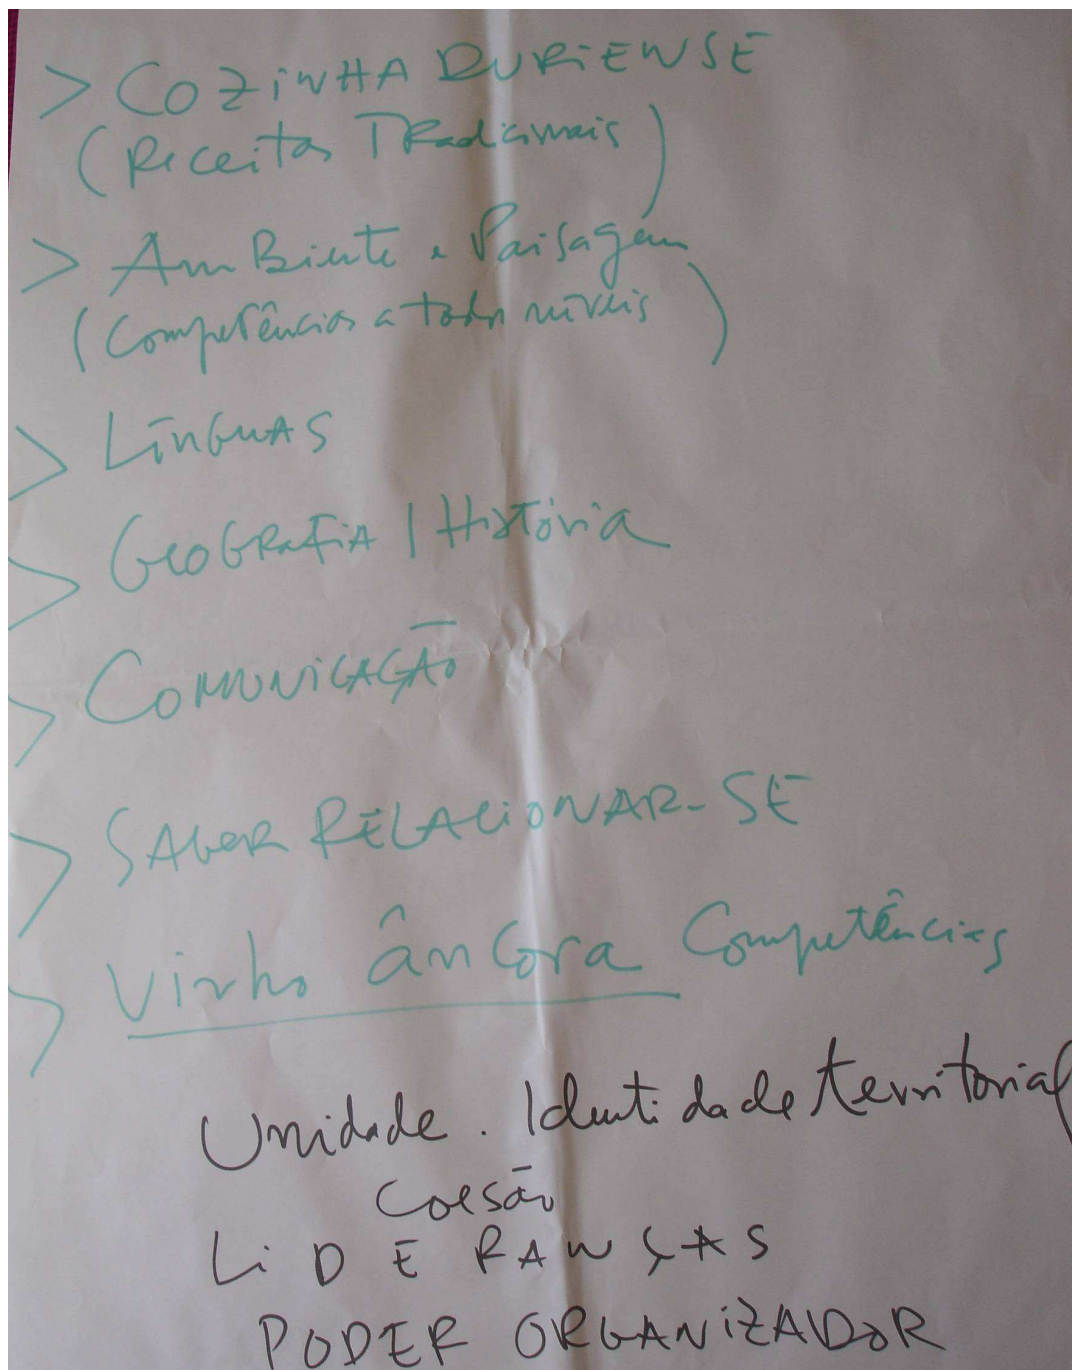 > COZINHA DURIENSE
(Receitas Tradicionais)
> AmBiente e Paisagem
(Competências a todos níveis)
> LínGuAS
> GeoGRaFiA / História
> COMUNICAÇÃO
> SAbeR RELACiONAR-SE
> Vinho âncora Competências
Unidade. Identidade territorial
Coesão
LiDERANÇAS
PODER ORGANiZADOR